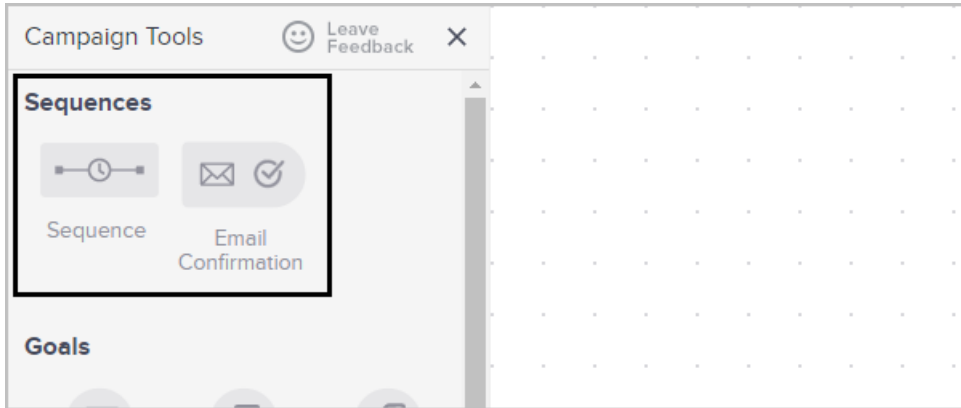 Campaign Tools
Leave
Feedback
Sequences
Sequence
Email
Confirmation
Goals